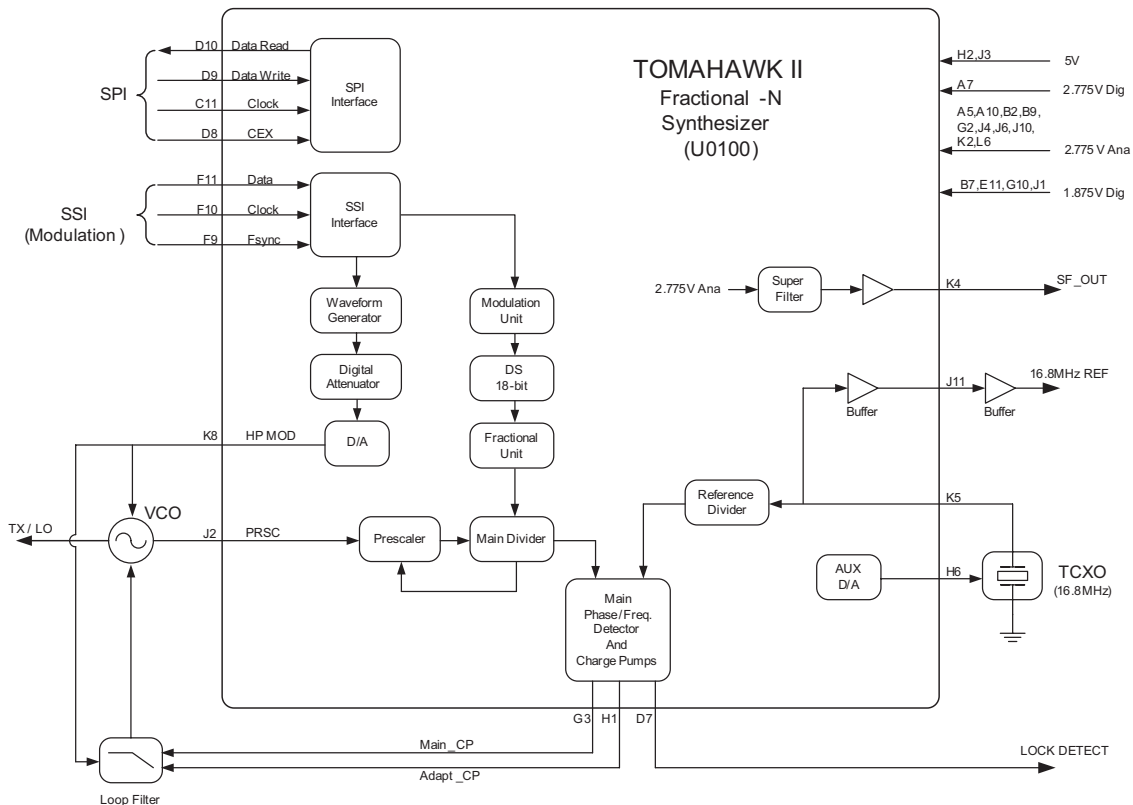 TOMAHAWK II
Fractional -N
Synthesizer
(U0100)
SPI
D10 Data Read
D9 Data Write
C11 Clock
D8 CEX
SPI
Interface
SSI
(Modulation )
F11 Data
F10 Clock
F9 Fsync
SSI
Interface
H2,J3 5V
A7 2.775V Dig
A5,A10,B2,B9,
G2,J4,J6,J10,
K2,L6 2.775 V Ana
B7,E11,G10,J1 1.875V Dig
Waveform
Generator
Modulation
Unit
2.775V Ana
Super
Filter
K4 SF_OUT
Digital
Attenuator
DS
18-bit
Buffer
J11
Buffer
16.8MHz REF
K8 HP MOD
D/A
Fractional
Unit
Reference
Divider
K5
VCO
TX / LO
J2 PRSC
Prescaler
Main Divider
AUX
D/A
H6
TCXO
(16.8MHz)
Main
Phase/Freq.
Detector
And
Charge Pumps
G3 H1 D7
Main_CP
Adapt _CP
LOCK DETECT
Loop Filter